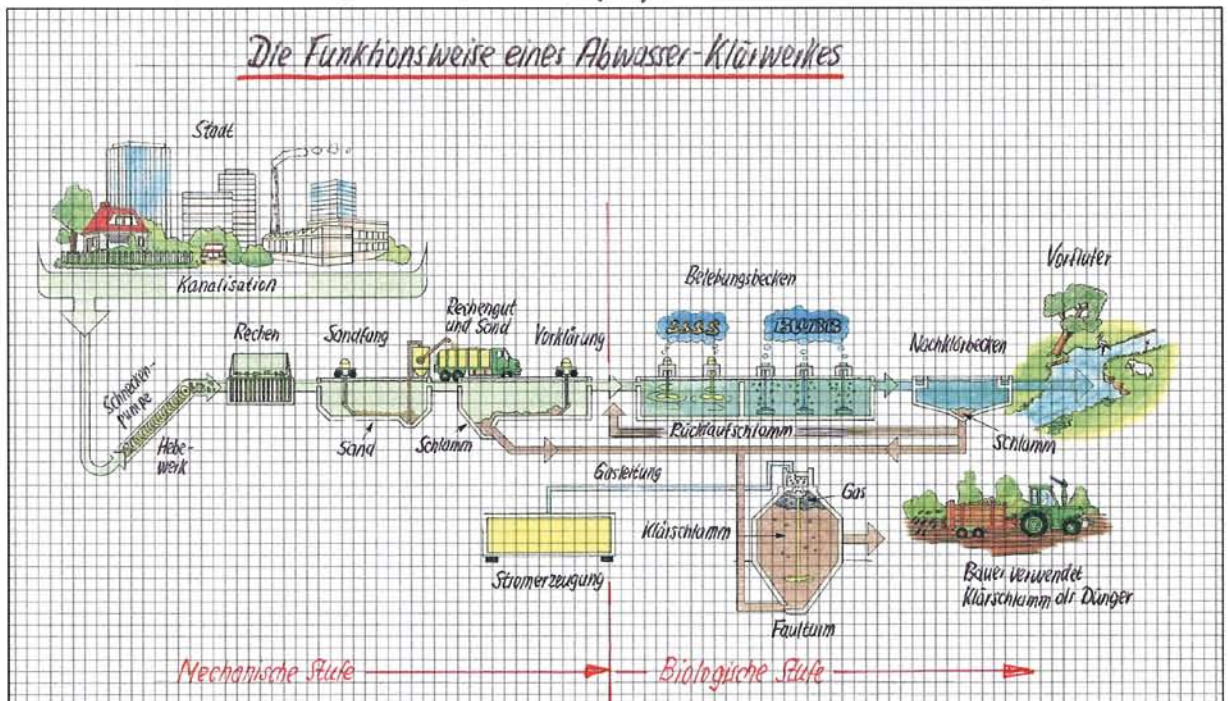 Die Funktionsweise eines Abwasser-Klärwerkes
Stadt
Kanalisation
Schnecken-
pumpe
Hebe-
werk
Rechen
Sandfang
Rechengut
und Sand
Vorklärung
Sand
Schlamm
Belebungsbecken
Rücklaufschlamm
Nachklärbecken
Schlamm
Vorfluter
Gasleitung
Stromerzeugung
Gas
Klärschlamm
Faulturm
Bauer verwendet
Klärschlamm als Dünger
Mechanische Stufe
Biologische Stufe